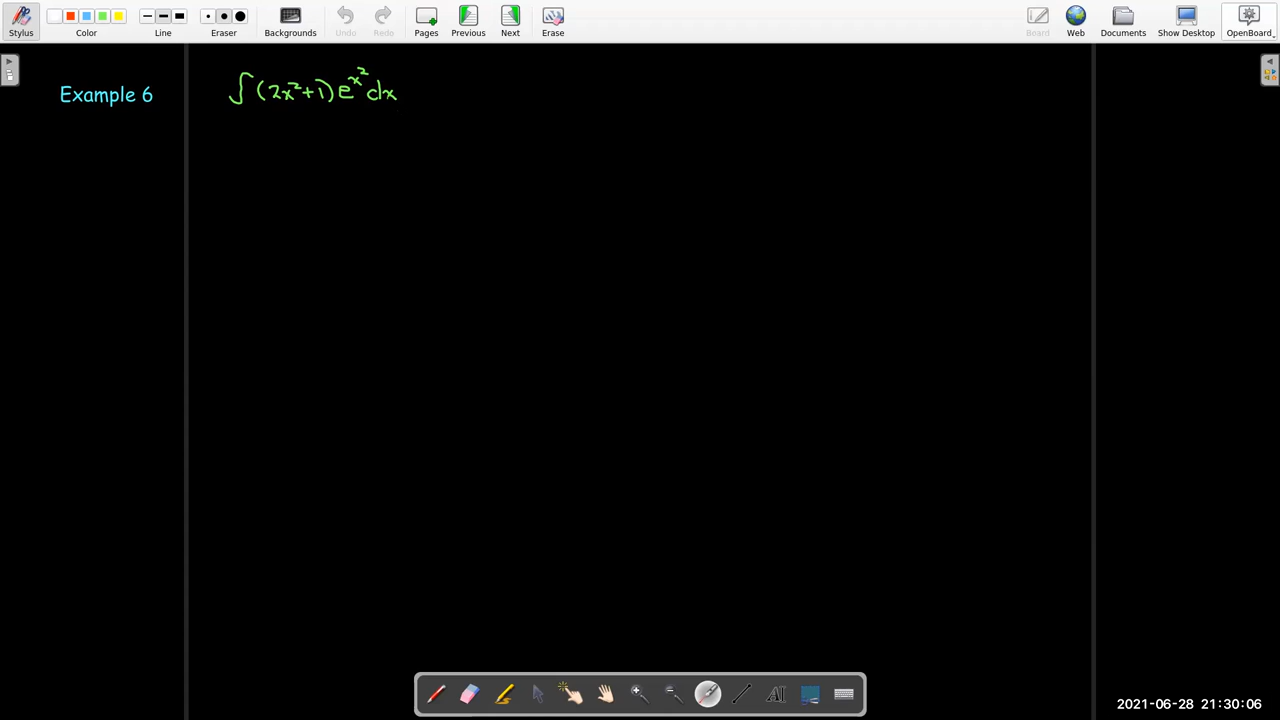 Stylus Color Line Eraser Backgrounds Undo Redo Pages Previous Next Erase Board Web Documents Show Desktop OpenBoard
Example 6 ∫(2x²+1)e^{x²}dx
AI
2021-06-28 21:30:06